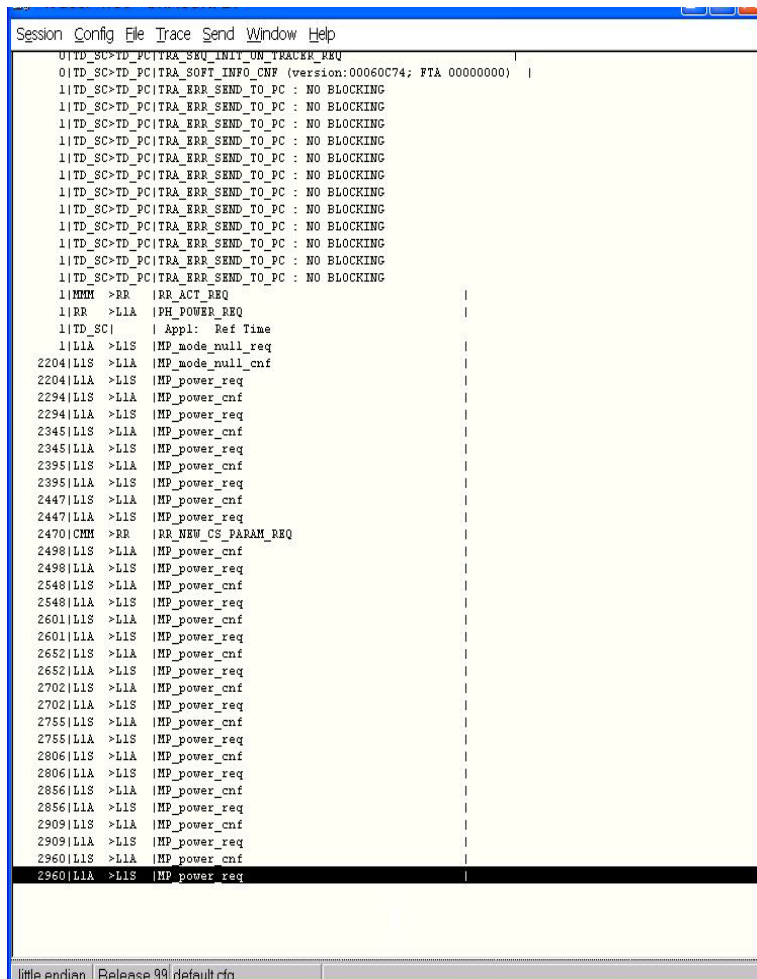 Session Config File Trace Send Window Help
0|TD_SC>TD_PC|TRA_SEQ_INIT_ON_TRACER_REQ |
0|TD_SC>TD_PC|TRA_SOFT_INFO_CNF (version:00060C74; FTA 00000000) |
1|TD_SC>TD_PC|TRA_ERR_SEND_TO_PC : NO BLOCKING
1|TD_SC>TD_PC|TRA_ERR_SEND_TO_PC : NO BLOCKING
1|TD_SC>TD_PC|TRA_ERR_SEND_TO_PC : NO BLOCKING
1|TD_SC>TD_PC|TRA_ERR_SEND_TO_PC : NO BLOCKING
1|TD_SC>TD_PC|TRA_ERR_SEND_TO_PC : NO BLOCKING
1|TD_SC>TD_PC|TRA_ERR_SEND_TO_PC : NO BLOCKING
1|TD_SC>TD_PC|TRA_ERR_SEND_TO_PC : NO BLOCKING
1|TD_SC>TD_PC|TRA_ERR_SEND_TO_PC : NO BLOCKING
1|TD_SC>TD_PC|TRA_ERR_SEND_TO_PC : NO BLOCKING
1|TD_SC>TD_PC|TRA_ERR_SEND_TO_PC : NO BLOCKING
1|TD_SC>TD_PC|TRA_ERR_SEND_TO_PC : NO BLOCKING
1|TD_SC>TD_PC|TRA_ERR_SEND_TO_PC : NO BLOCKING
1|MMM >RR |RR_ACT_REQ |
1|RR >L1A |PH_POWER_REQ |
1|TD_SC| | Appl: Ref Time
1|L1A >L1S |MP_mode_null_req |
2204|L1S >L1A |MP_mode_null_cnf |
2204|L1A >L1S |MP_power_req |
2294|L1S >L1A |MP_power_cnf |
2294|L1A >L1S |MP_power_req |
2345|L1S >L1A |MP_power_cnf |
2345|L1A >L1S |MP_power_req |
2395|L1S >L1A |MP_power_cnf |
2395|L1A >L1S |MP_power_req |
2447|L1S >L1A |MP_power_cnf |
2447|L1A >L1S |MP_power_req |
2470|CMM >RR |RR_NEW_CS_PARAM_REQ |
2498|L1S >L1A |MP_power_cnf |
2498|L1A >L1S |MP_power_req |
2548|L1S >L1A |MP_power_cnf |
2548|L1A >L1S |MP_power_req |
2601|L1S >L1A |MP_power_cnf |
2601|L1A >L1S |MP_power_req |
2652|L1S >L1A |MP_power_cnf |
2652|L1A >L1S |MP_power_req |
2702|L1S >L1A |MP_power_cnf |
2702|L1A >L1S |MP_power_req |
2755|L1S >L1A |MP_power_cnf |
2755|L1A >L1S |MP_power_req |
2806|L1S >L1A |MP_power_cnf |
2806|L1A >L1S |MP_power_req |
2856|L1S >L1A |MP_power_cnf |
2856|L1A >L1S |MP_power_req |
2909|L1S >L1A |MP_power_cnf |
2909|L1A >L1S |MP_power_req |
2960|L1S >L1A |MP_power_cnf |
2960|L1A >L1S |MP_power_req |
little endian Release 99 default.cfg